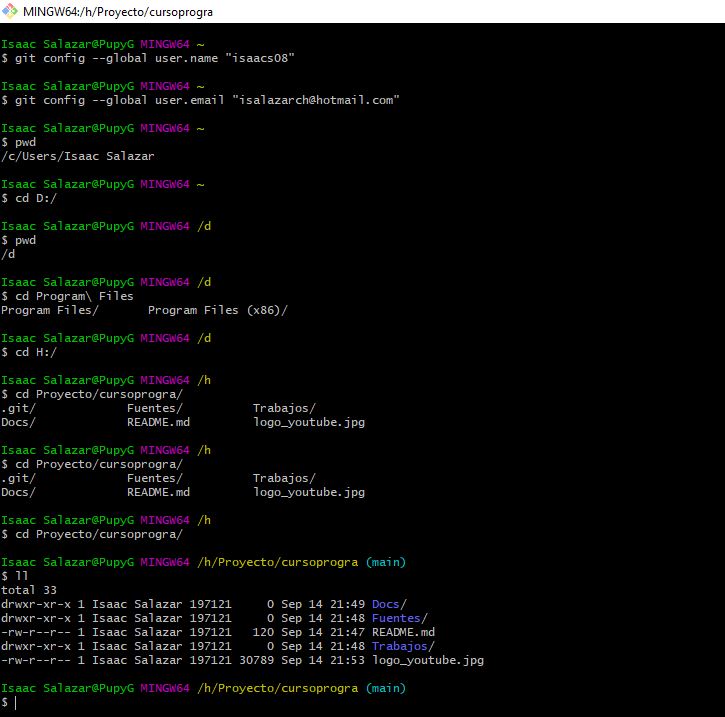 MINGW64:/h/Proyecto/cursoprogra
Isaac Salazar@PupyG MINGW64 ~
$ git config --global user.name "isaacs08"
Isaac Salazar@PupyG MINGW64 ~
$ git config --global user.email "isalazarch@hotmail.com"
Isaac Salazar@PupyG MINGW64 ~
$ pwd
/c/Users/Isaac Salazar
Isaac Salazar@PupyG MINGW64 ~
$ cd D:/
Isaac Salazar@PupyG MINGW64 /d
$ pwd
/d
Isaac Salazar@PupyG MINGW64 /d
$ cd Program\ Files
Program Files/       Program Files (x86)/
Isaac Salazar@PupyG MINGW64 /d
$ cd H:/
Isaac Salazar@PupyG MINGW64 /h
$ cd Proyecto/cursoprogra/
.git/             Fuentes/          Trabajos/
Docs/             README.md         logo_youtube.jpg
Isaac Salazar@PupyG MINGW64 /h
$ cd Proyecto/cursoprogra/
.git/             Fuentes/          Trabajos/
Docs/             README.md         logo_youtube.jpg
Isaac Salazar@PupyG MINGW64 /h
$ cd Proyecto/cursoprogra/
Isaac Salazar@PupyG MINGW64 /h/Proyecto/cursoprogra (main)
$ ll
total 33
drwxr-xr-x 1 Isaac Salazar 197121     0 Sep 14 21:49 Docs/
drwxr-xr-x 1 Isaac Salazar 197121     0 Sep 14 21:48 Fuentes/
-rw-r--r-- 1 Isaac Salazar 197121   120 Sep 14 21:47 README.md
drwxr-xr-x 1 Isaac Salazar 197121     0 Sep 14 21:48 Trabajos/
-rw-r--r-- 1 Isaac Salazar 197121 30789 Sep 14 21:53 logo_youtube.jpg
Isaac Salazar@PupyG MINGW64 /h/Proyecto/cursoprogra (main)
$